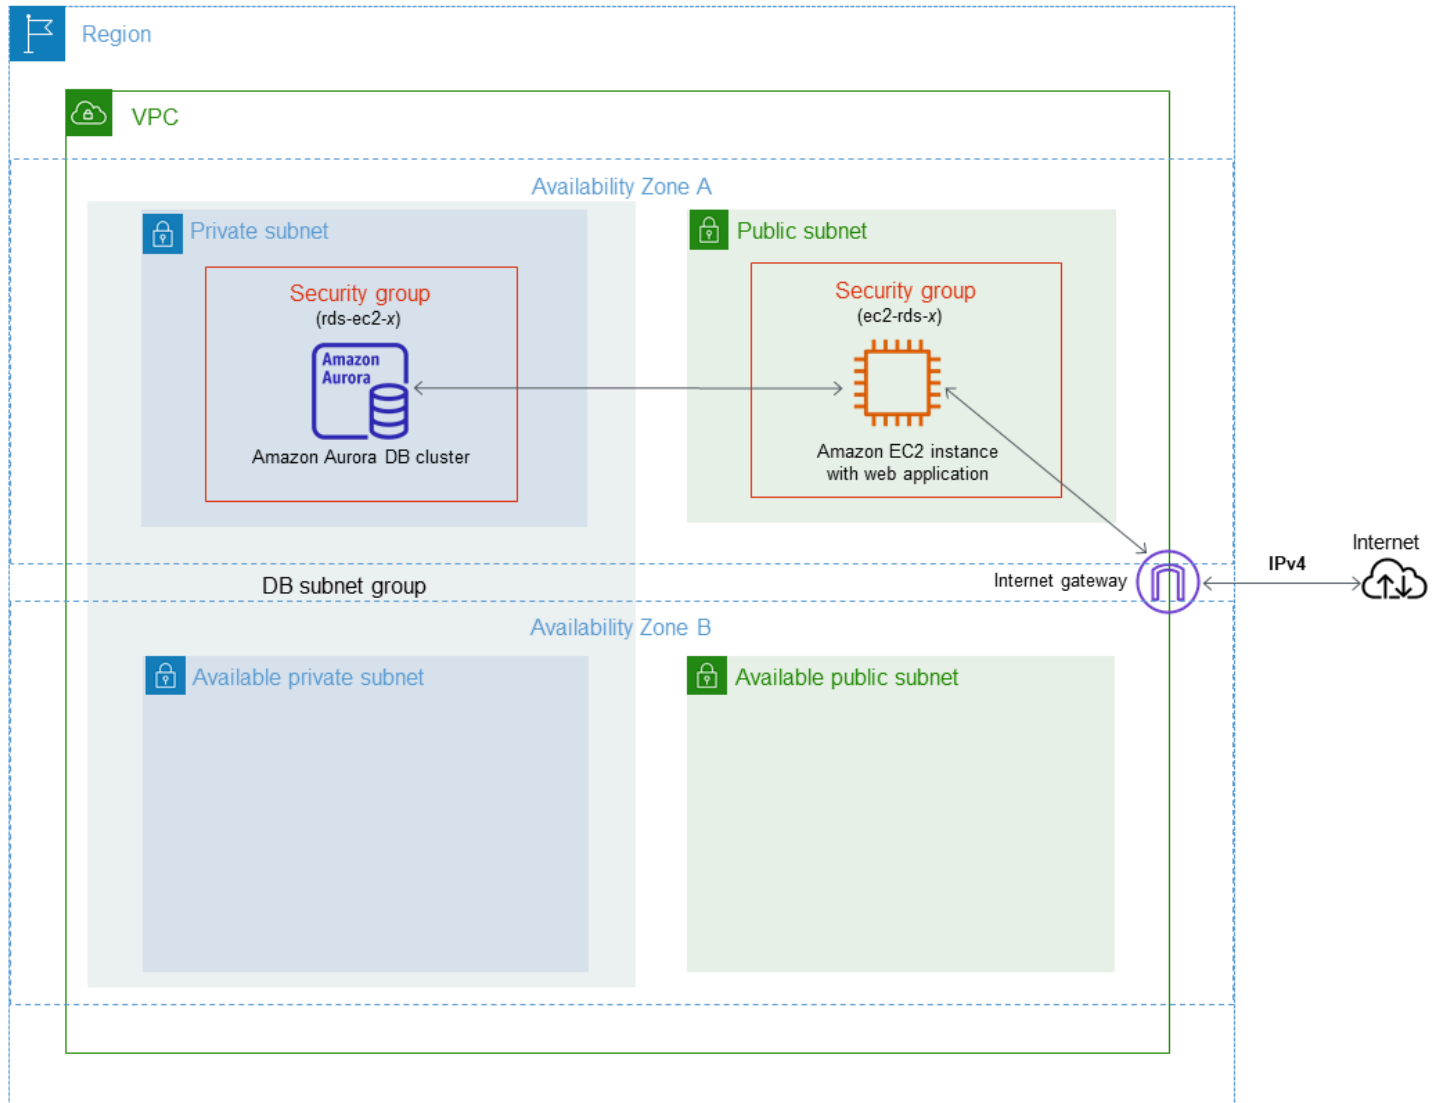 Region
VPC
Availability Zone A
Private subnet
Public subnet
Security group
(rds-ec2-x)
Security group
(ec2-rds-x)
Amazon
Aurora
Amazon Aurora DB cluster
Amazon EC2 instance
with web application
Internet
IPv4
Internet gateway
DB subnet group
Availability Zone B
Available private subnet
Available public subnet